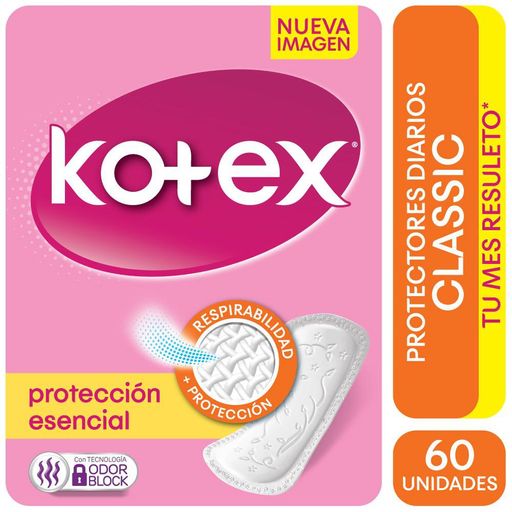 NUEVA
IMAGEN
kotex
®
RESPIRABILIDAD
+ PROTECCIÓN
protección
esencial
Con TECNOLOGÍA
ODOR
BLOCK
PROTECTORES DIARIOS
CLASSIC
TU MES RESULETO*
60
UNIDADES